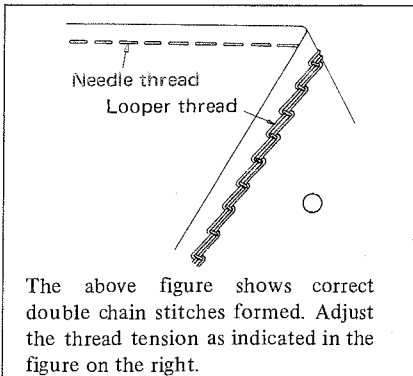 Needle thread
Looper thread
The above figure shows correct
double chain stitches formed. Adjust
the thread tension as indicated in the
figure on the right.